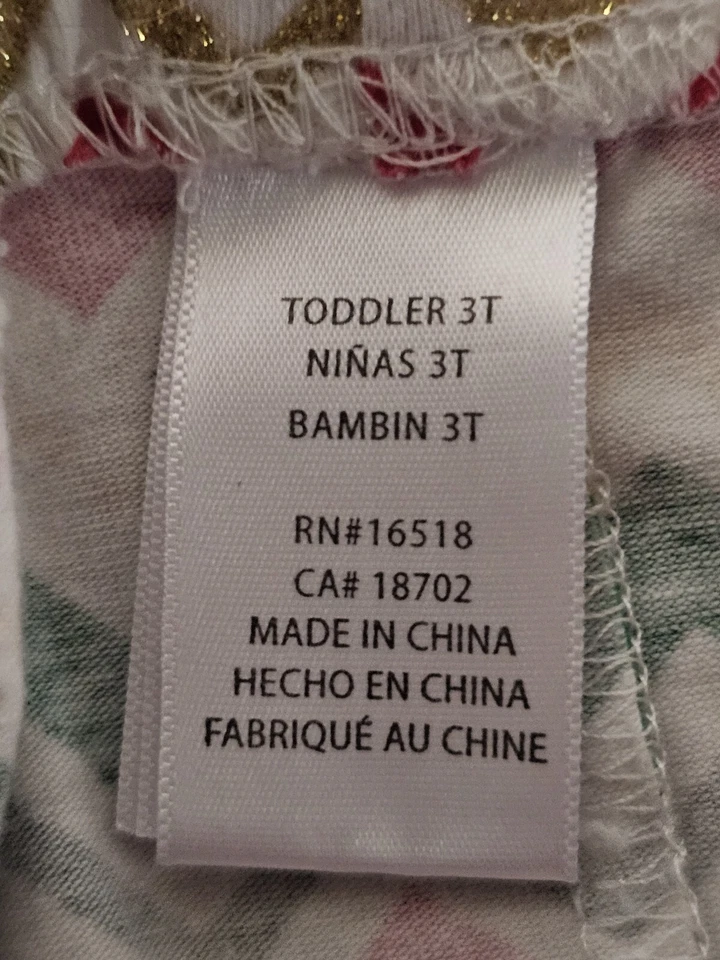 TODDLER 3T
NIÑAS 3T
BAMBIN 3T
RN#16518
CA# 18702
MADE IN CHINA
HECHO EN CHINA
FABRIQUÉ AU CHINE